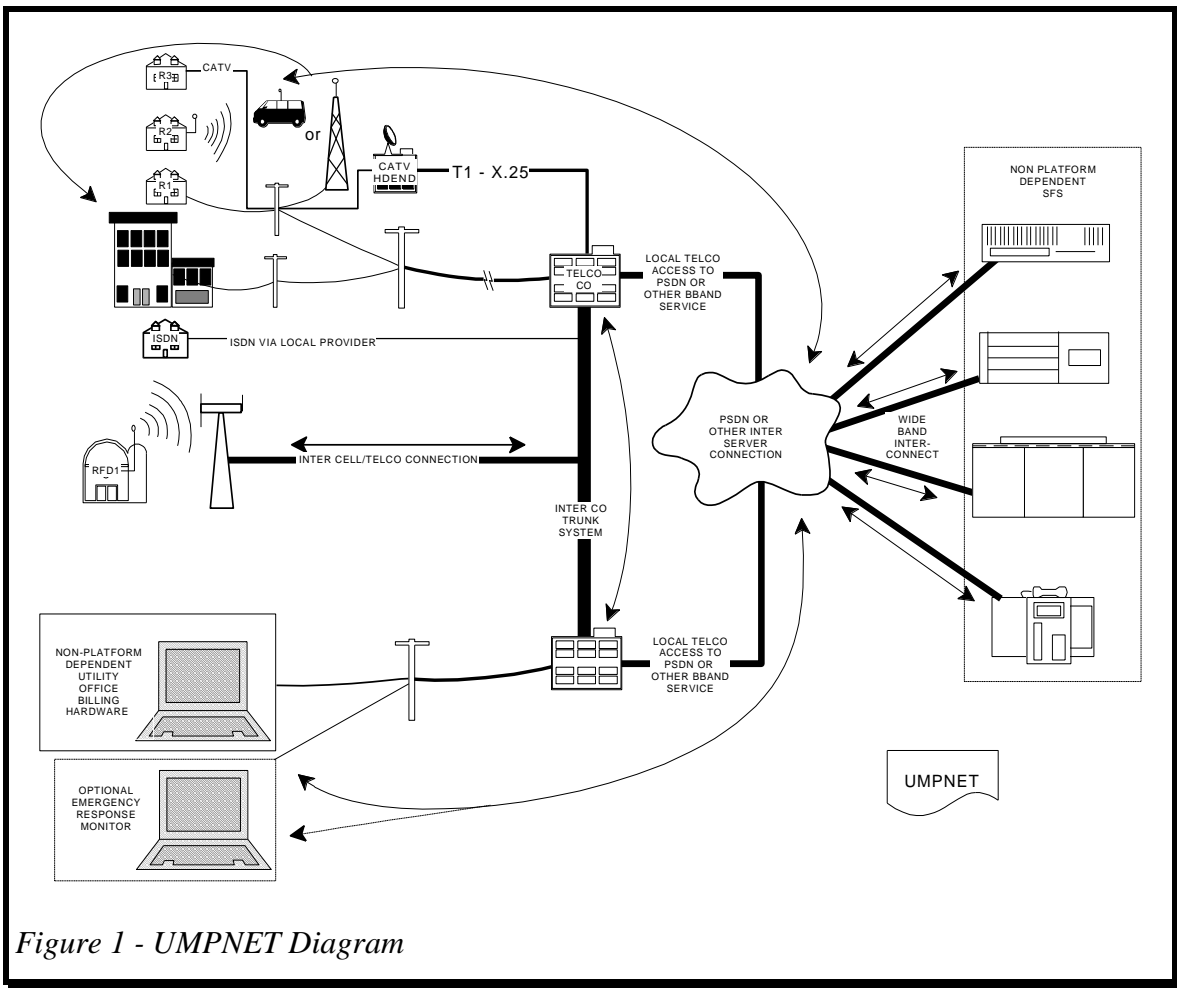 R3
CATV
R2
or
R1
CATV
HDEND
T1 - X.25
NON PLATFORM
DEPENDENT
SFS
TELCO
CO
LOCAL TELCO
ACCESS TO
PSDN OR
OTHER BBAND
SERVICE
ISDN
ISDN VIA LOCAL PROVIDER
PSDN OR
OTHER INTER
SERVER
CONNECTION
WIDE
BAND
INTER-
CONNECT
RFD1
INTER CELL/TELCO CONNECTION
INTER CO
TRUNK
SYSTEM
NON-PLATFORM
DEPENDENT
UTILITY
OFFICE
BILLING
HARDWARE
LOCAL TELCO
ACCESS TO
PSDN OR
OTHER BBAND
SERVICE
OPTIONAL
EMERGENCY
RESPONSE
MONITOR
UMPNET
Figure 1 - UMPNET Diagram